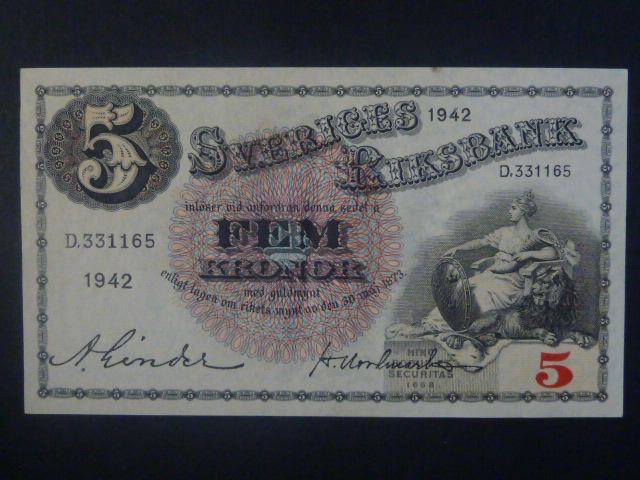 5
SVERIGES 1942
RIKSBANK
D.331165
inlöser vid anfordran denna sedel å
FEM
KRONOR
med guldmynt
enligt lagen om rikets mynt av den 30 maj 1873.
D.331165
1942
A Linder
HINC
SECURITAS
1668
5